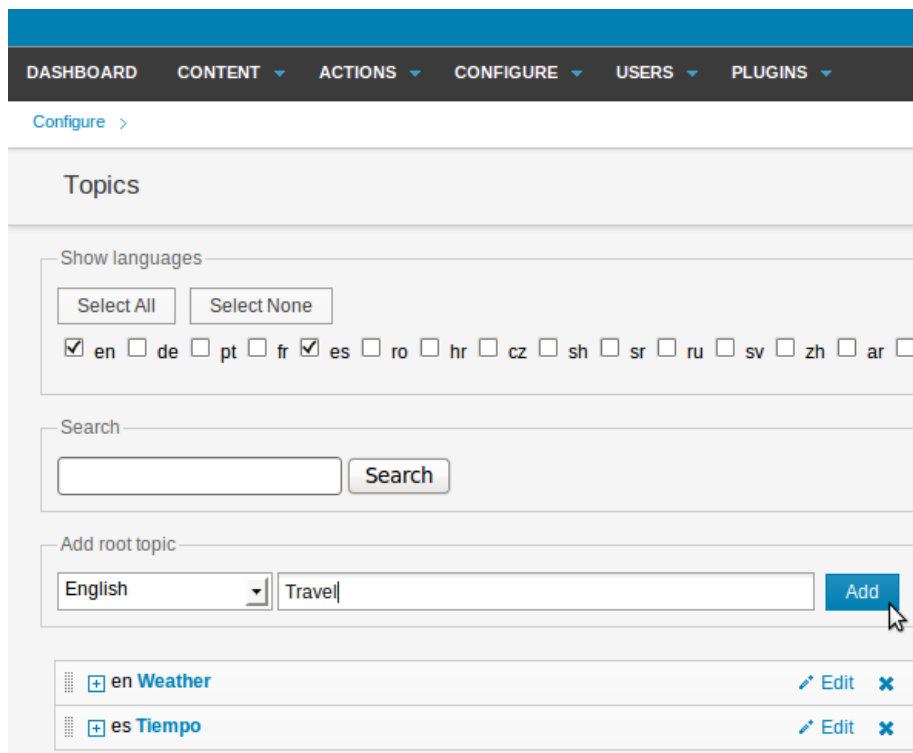 DASHBOARD CONTENT ACTIONS CONFIGURE USERS PLUGINS
Configure >
Topics
Show languages
Select All Select None
en de pt fr es ro hr cz sh sr ru sv zh ar
Search
Search
Add root topic
English Travel Add
en Weather Edit
es Tiempo Edit